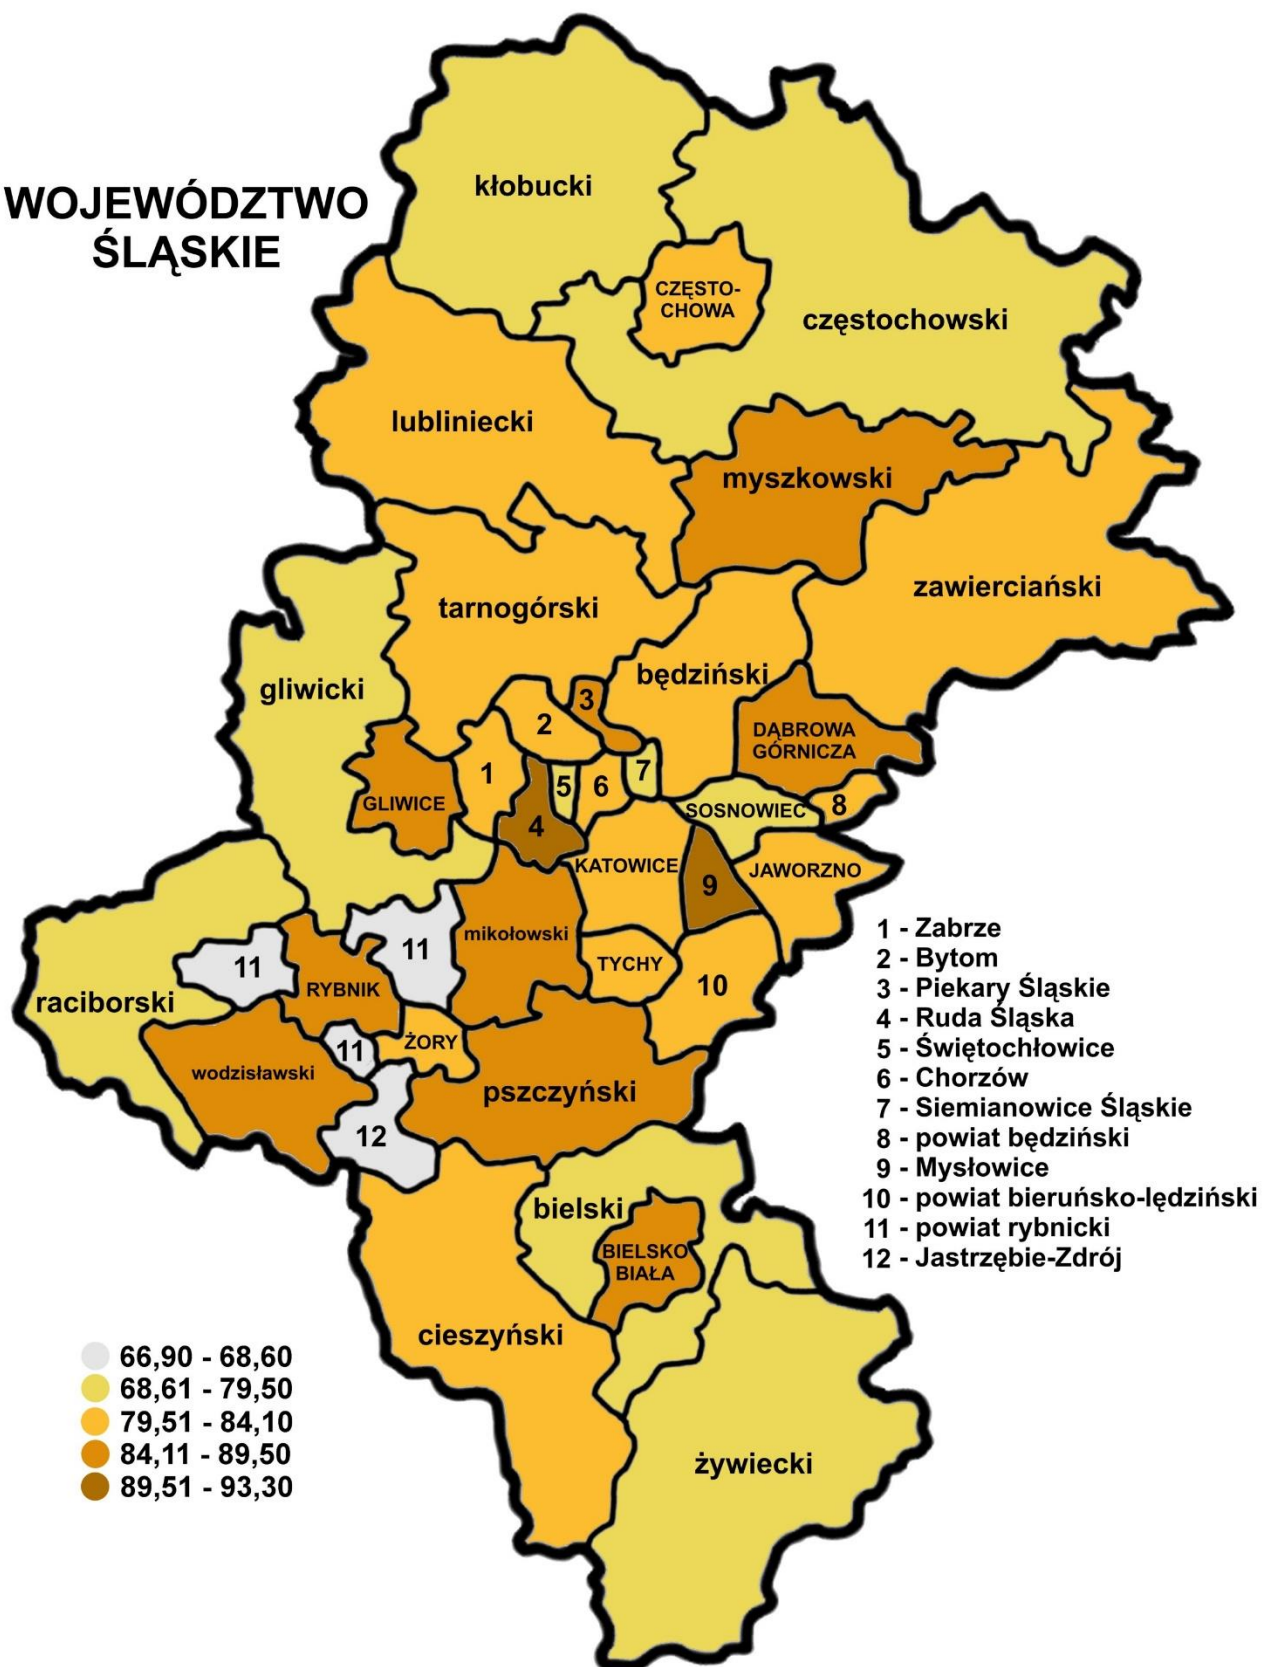 WOJEWÓDZTWO
ŚLĄSKIE
kłobucki
CZĘSTO-
CHOWA
częstochowski
lubliniecki
myszkowski
zawierciański
tarnogórski
będziński
gliwicki
3
2
DĄBROWA
GÓRNICZA
1
7
5
6
GLIWICE
8
SOSNOWIEC
4
KATOWICE
9
JAWORZNO
mikołowski
11
11
TYCHY
10
RYBNIK
raciborski
ŻORY
11
wodzisławski
pszczyński
12
bielski
BIELSKO
BIAŁA
cieszyński
żywiecki
1 - Zabrze
2 - Bytom
3 - Piekary Śląskie
4 - Ruda Śląska
5 - Świętochłowice
6 - Chorzów
7 - Siemianowice Śląskie
8 - powiat będziński
9 - Mysłowice
10 - powiat bieruńsko-lędziński
11 - powiat rybnicki
12 - Jastrzębie-Zdrój
66,90 - 68,60
68,61 - 79,50
79,51 - 84,10
84,11 - 89,50
89,51 - 93,30